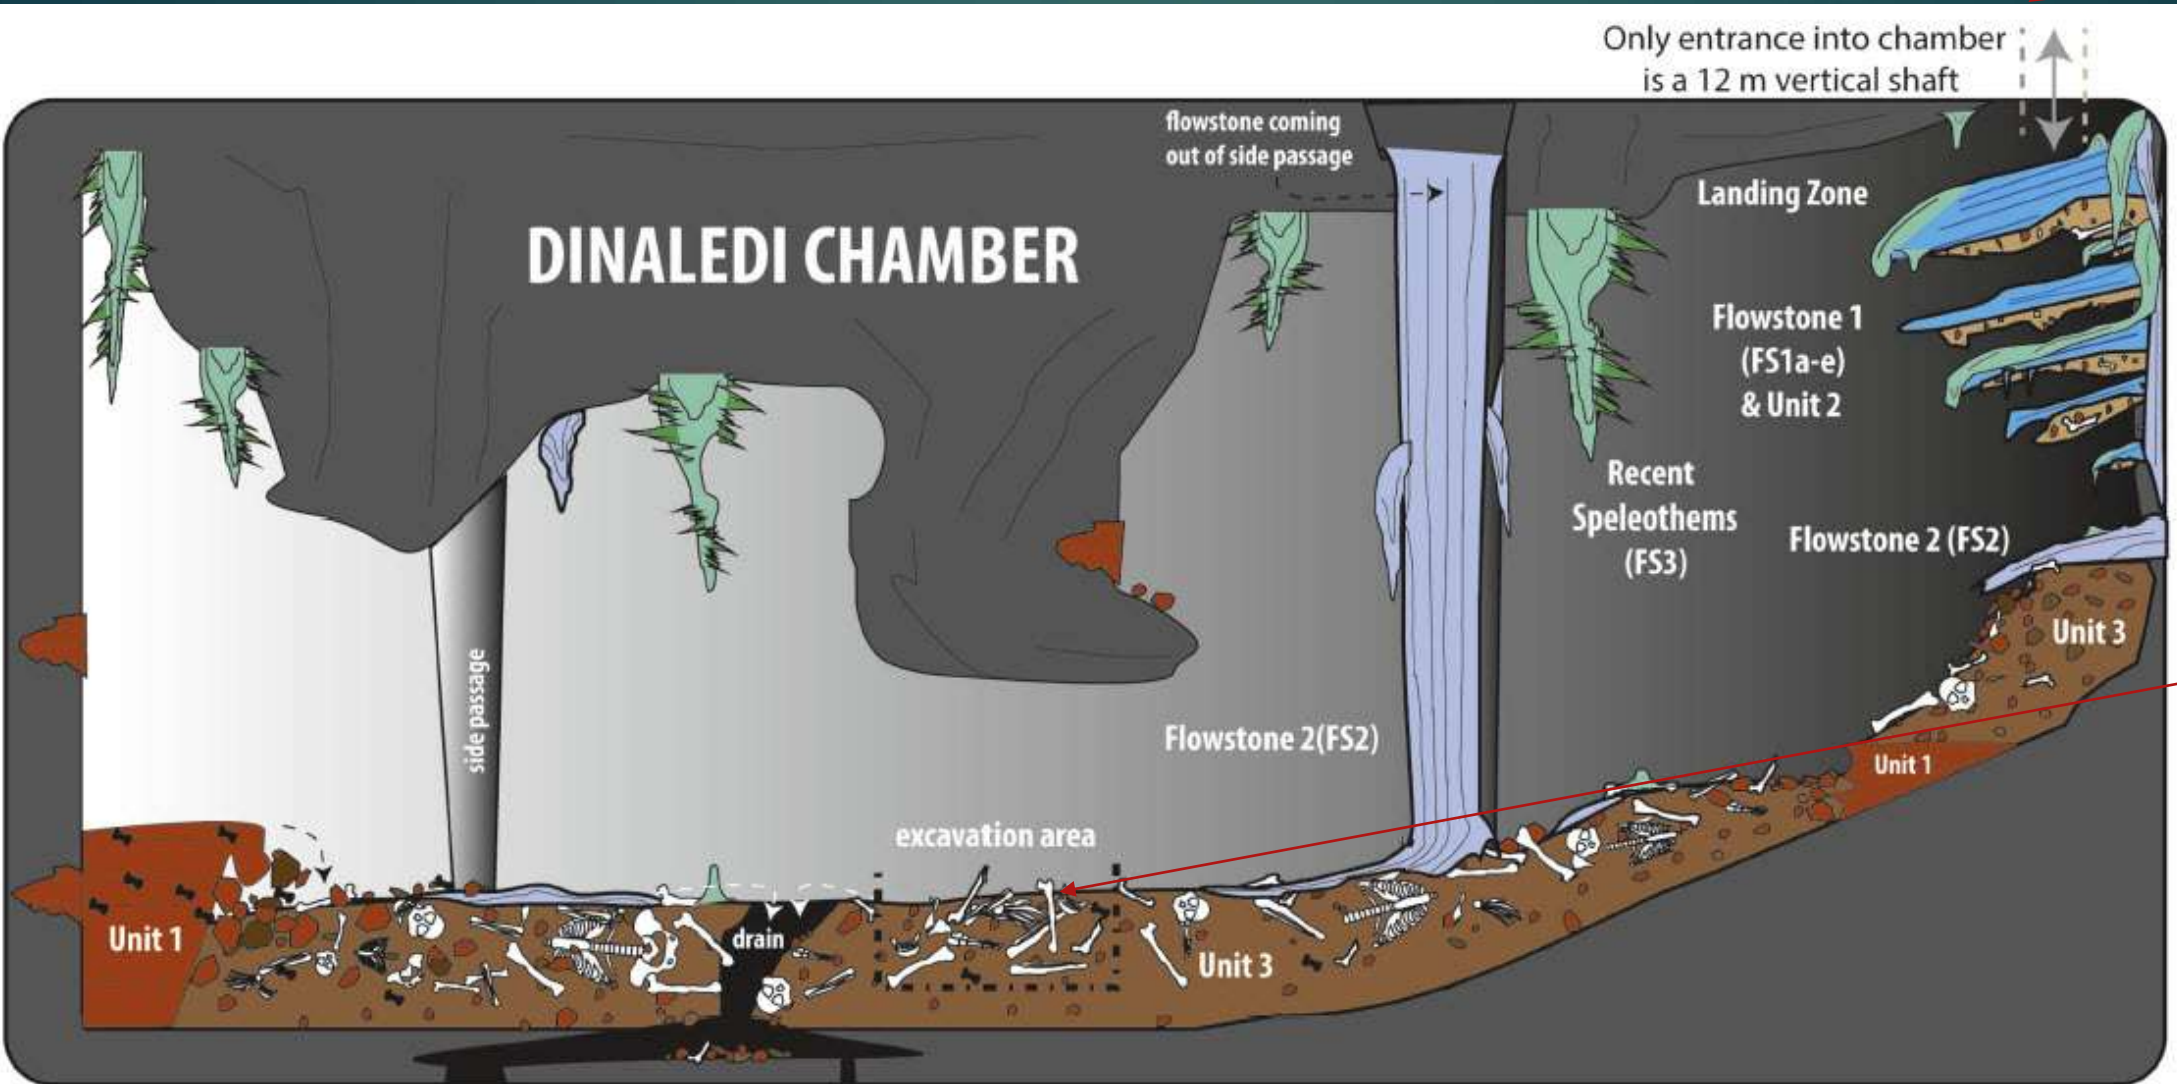 Only entrance into chamber
is a 12 m vertical shaft
flowstone coming
out of side passage
Landing Zone
DINALEDI CHAMBER
Flowstone 1
(FS1a-e)
& Unit 2
Recent
Speleothems
(FS3)
Flowstone 2 (FS2)
Unit 3
side passage
Flowstone 2(FS2)
Unit 1
excavation area
Unit 1
drain
Unit 3